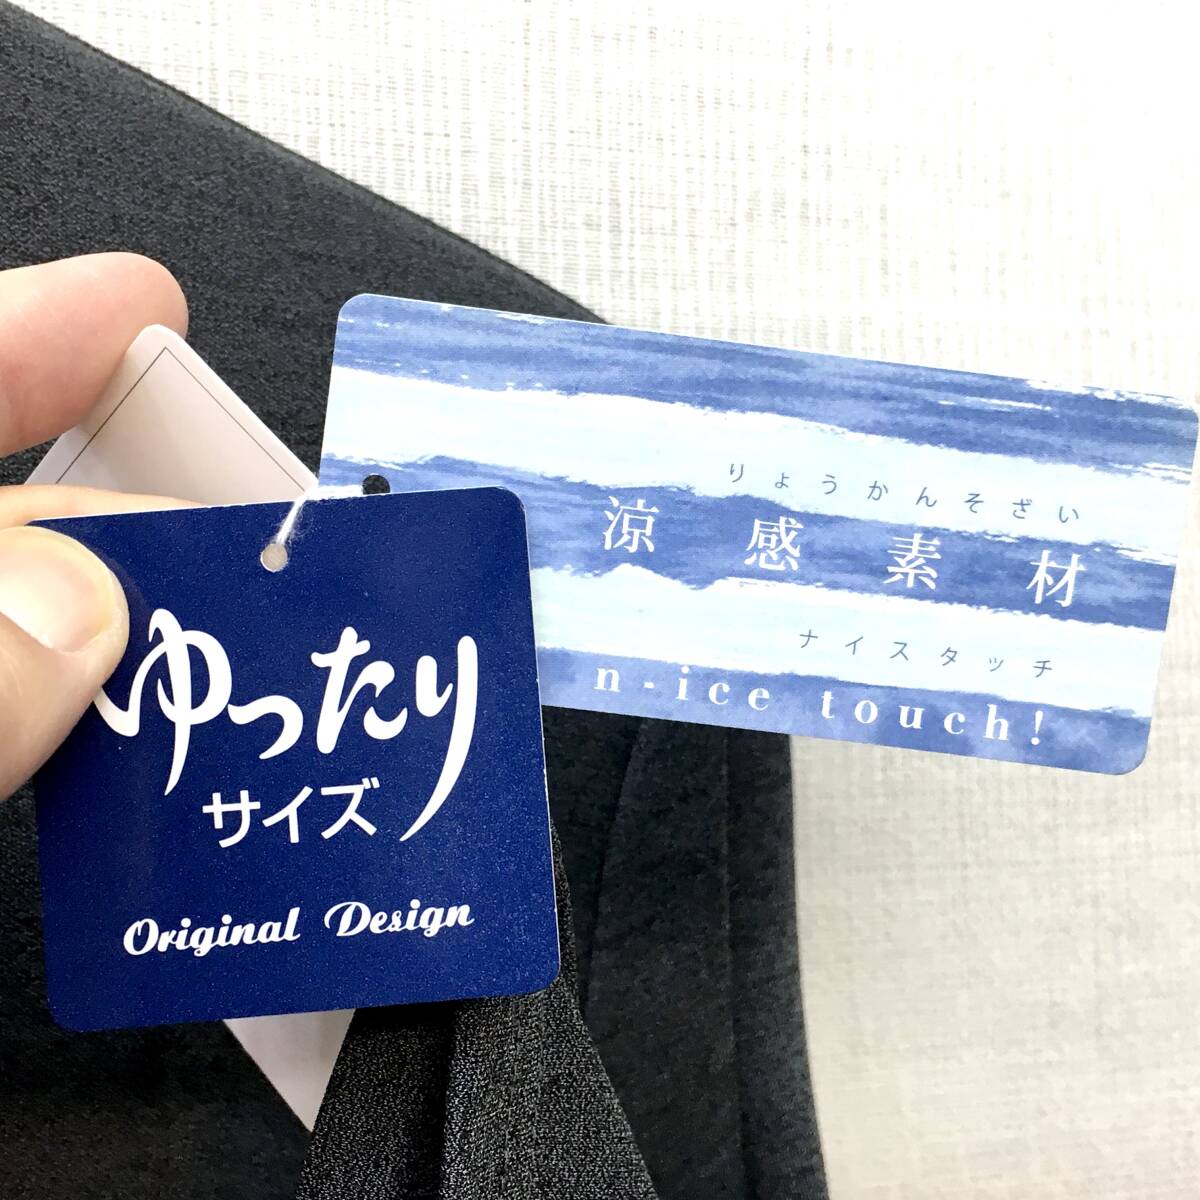 ゆったり
サイズ
Original Design
りょうかんそざい
涼感素材
ナイスタッチ
n-ice touch!